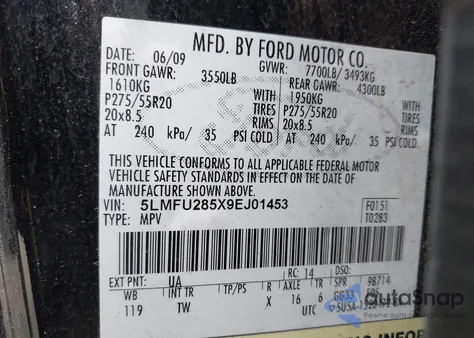 MFD. BY FORD MOTOR CO.
DATE: 06/09 GVWR: 7700LB/ 3493KG
FRONT GAWR: 3550LB REAR GAWR: 4300LB
1610KG WITH 1950KG WITH
P275/55R20 TIRES P275/55R20 TIRES
20x8.5 RIMS 20x8.5 RIMS
AT 240 kPa/ 35 PSI COLD AT 240 kPa/ 35 PSI COLD
THIS VEHICLE CONFORMS TO ALL APPLICABLE FEDERAL MOTOR
VEHICLE SAFETY STANDARDS IN EFFECT ON THE DATE OF
MANUFACTURE SHOWN ABOVE.
VIN: 5LMFU285X9EJ01453 F0151
TYPE: MPV T0283
EXT PNT: UA RC: 14 DSO:
WB INT TR TP/PS R AXLE TR SPR 98714
119 TW X 16 6 GG33
UTC
autoSnap